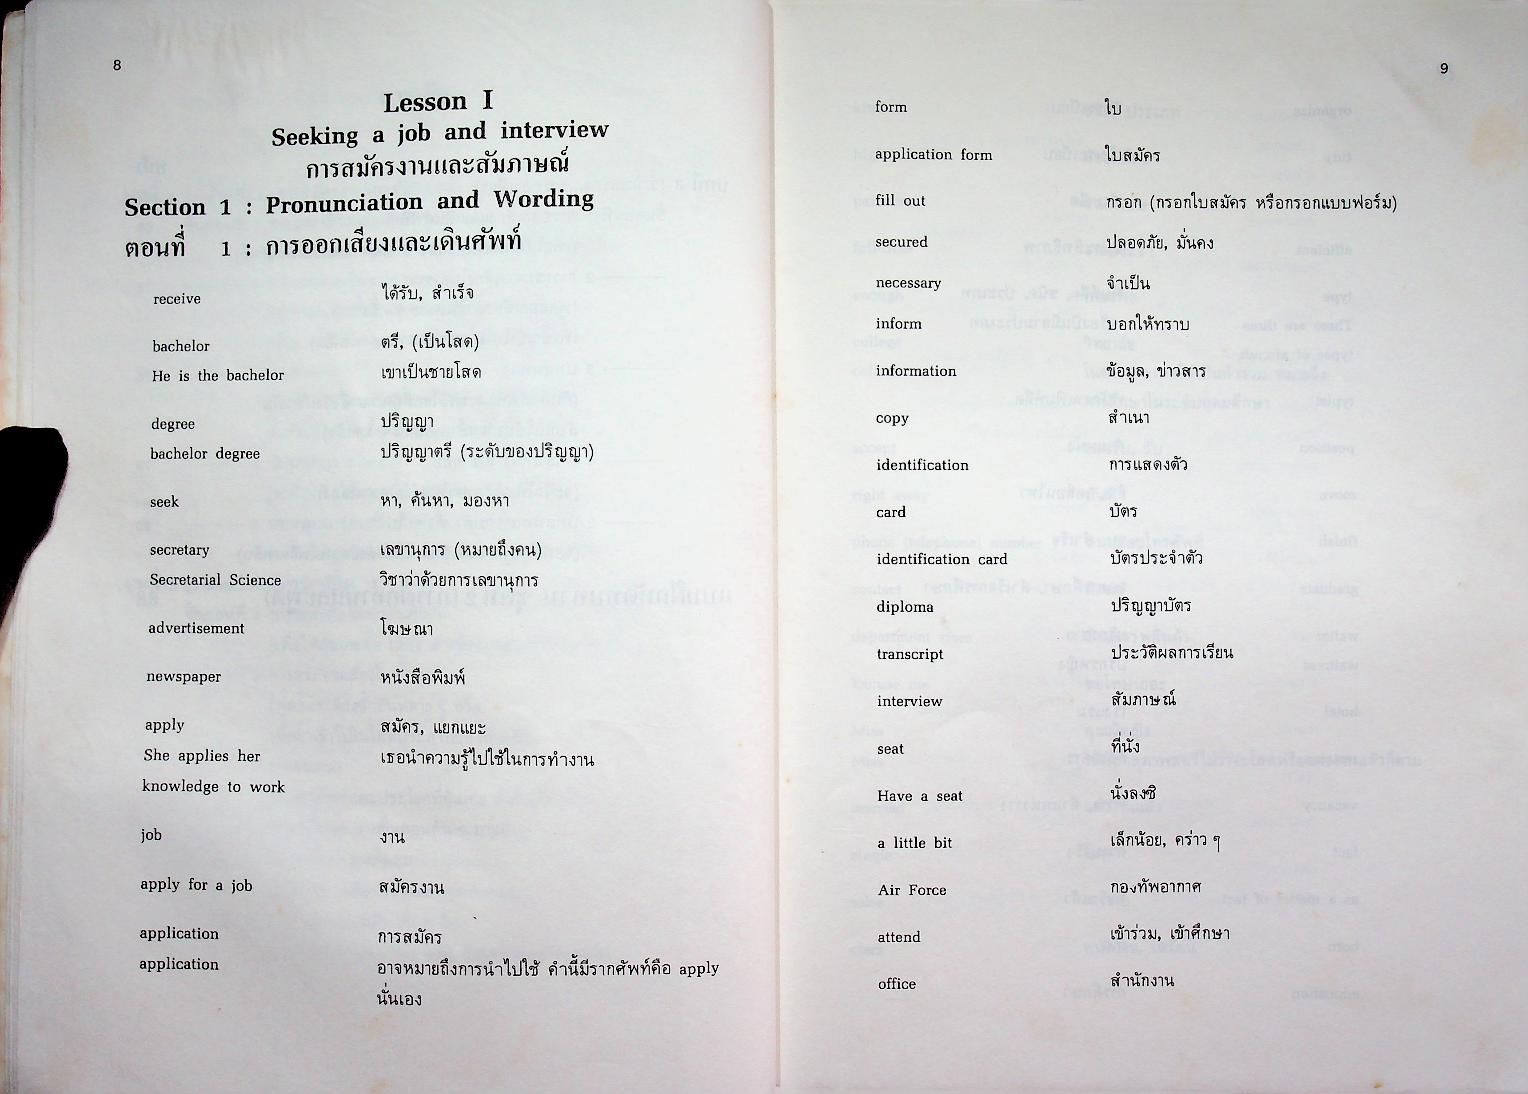 8
Lesson I
Seeking a job and interview
การสมัครงานและสัมภาษณ์
Section 1 : Pronunciation and Wording
ตอนที่ 1 : การออกเสียงและเดินศัพท์
receive ได้รับ, สำเร็จ
bachelor ตรี, (เป็นโสด)
He is the bachelor เขาเป็นชายโสด
degree ปริญญา
bachelor degree ปริญญาตรี (ระดับของปริญญา)
seek หา, ค้นหา, มองหา
secretary เลขานุการ (หมายถึงคน)
Secretarial Science วิชาว่าด้วยการเลขานุการ
advertisement โฆษณา
newspaper หนังสือพิมพ์
apply สมัคร, แยกแยะ
She applies her เธอนำความรู้ไปใช้ในการทำงาน
knowledge to work
job งาน
apply for a job สมัครงาน
application การสมัคร
application อาจหมายถึงการนำไปใช้ คำนี้มีรากศัพท์คือ apply
นั่นเอง
9
form ใบ
application form ใบสมัคร
fill out กรอก (กรอกใบสมัคร หรือกรอกแบบฟอร์ม)
secured ปลอดภัย, มั่นคง
necessary จำเป็น
inform บอกให้ทราบ
information ข้อมูล, ข่าวสาร
copy สำเนา
identification การแสดงตัว
card บัตร
identification card บัตรประจำตัว
diploma ปริญญาบัตร
transcript ประวัติผลการเรียน
interview สัมภาษณ์
seat ที่นั่ง
Have a seat นั่งลงซิ
a little bit เล็กน้อย, คร่าว ๆ
Air Force กองทัพอากาศ
attend เข้าร่วม, เข้าศึกษา
office สำนักงาน